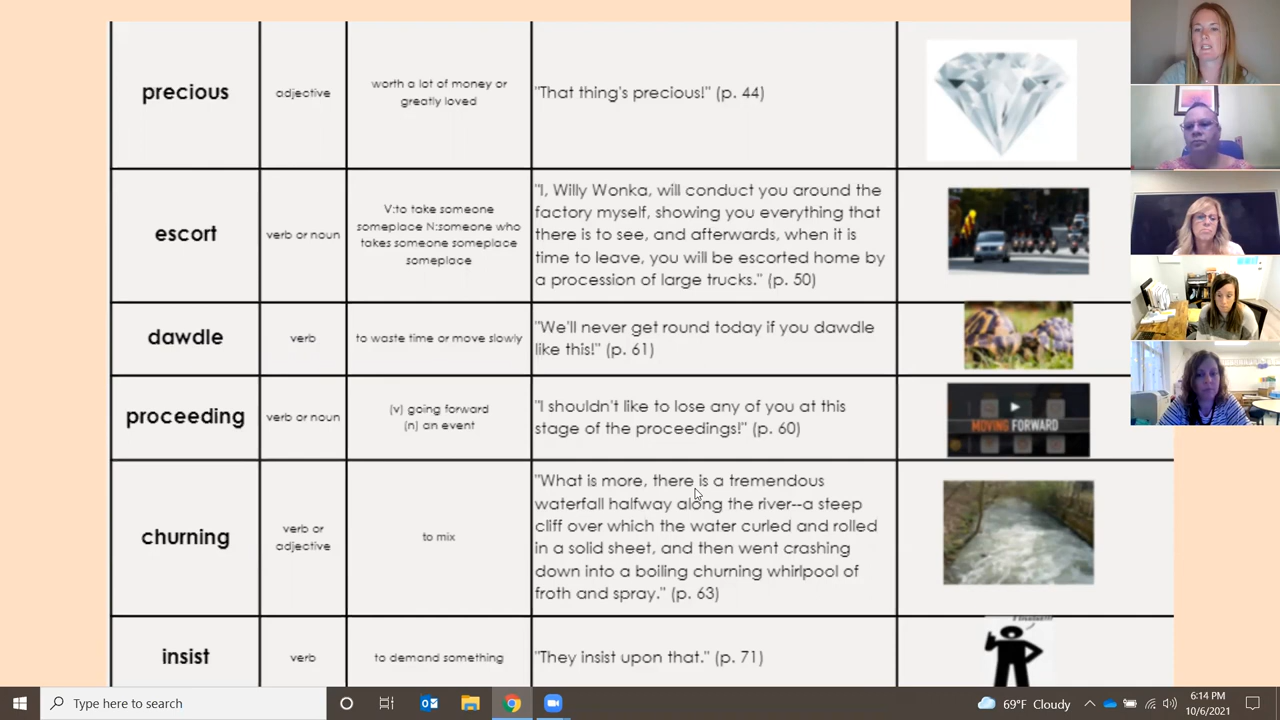 precious
adjective
worth a lot of money or
greatly loved
"That thing's precious!" (p. 44)
escort
verb or noun
V:to take someone
someplace N:someone who
takes someone someplace
someplace
"I, Willy Wonka, will conduct you around the
factory myself, showing you everything that
there is to see, and afterwards, when it is
time to leave, you will be escorted home by
a procession of large trucks." (p. 50)
dawdle
verb
to waste time or move slowly
"We'll never get round today if you dawdle
like this!" (p. 61)
proceeding
verb or noun
(v) going forward
(n) an event
"I shouldn't like to lose any of you at this
stage of the proceedings!" (p. 60)
MOVING FORWARD
churning
verb or
adjective
to mix
"What is more, there is a tremendous
waterfall halfway along the river--a steep
cliff over which the water curled and rolled
in a solid sheet, and then went crashing
down into a boiling churning whirlpool of
froth and spray." (p. 63)
insist
verb
to demand something
"They insist upon that." (p. 71)
Type here to search
69°F Cloudy
6:14 PM
10/6/2021